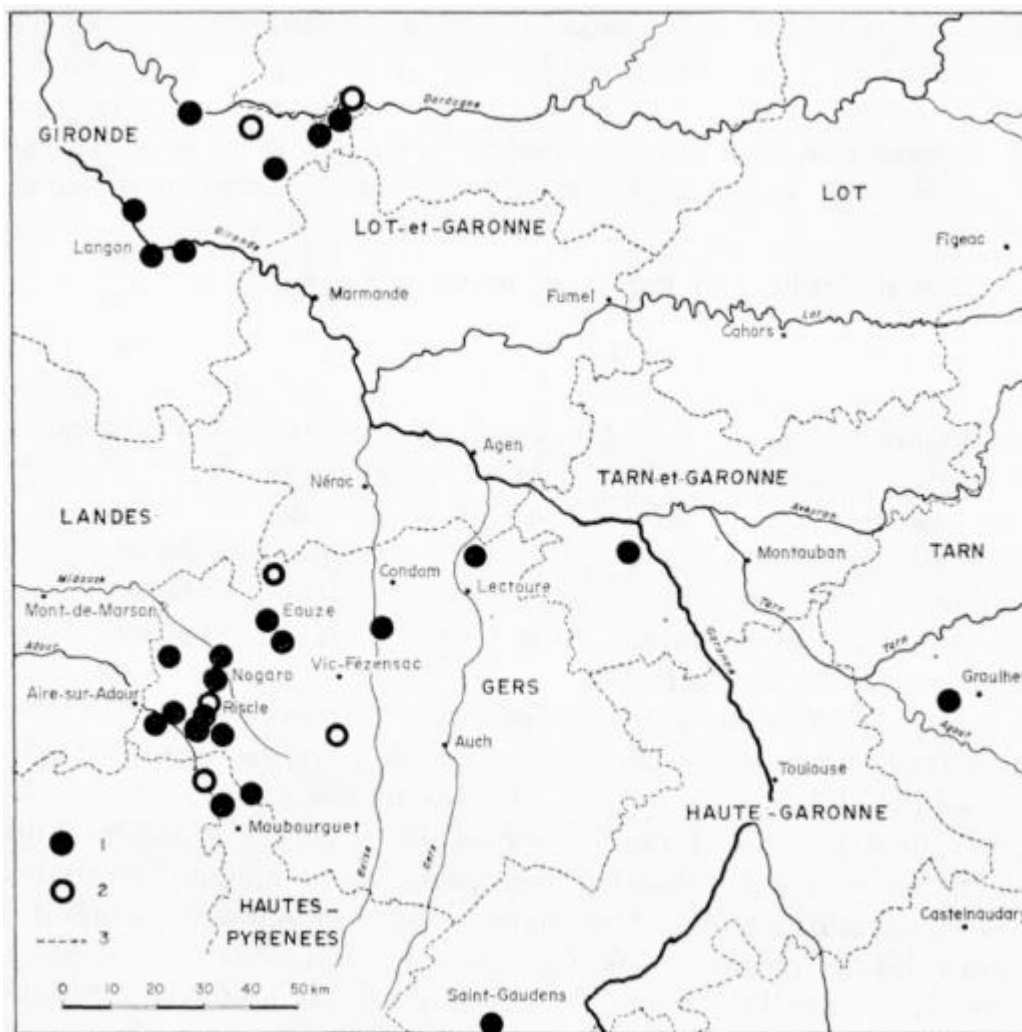 Dordogne
GIRONDE
LOT
LOT-et-GARONNE
Figeac
Langon
Gironde
Marmande
Fumel
Lot
Cahors
Agen
TARN-et-GARONNE
Nérac
LANDES
Aveyron
TARN
Montauban
Midouze
Condom
Lectoure
Mont-de-Marsan
Eauze
Tarn
Tarn
Adour
Vic-Fézensac
Garonne
Nogaro
GERS
Graulhet
Aire-sur-Adour
Riscle
Agout
Auch
Toulouse
HAUTE-GARONNE
Moubourguet
1
Baïse
Gers
2
HAUTES-
PYRENEES
Castelnaudary
3
0 10 20 30 40 50 km
Saint-Gaudens